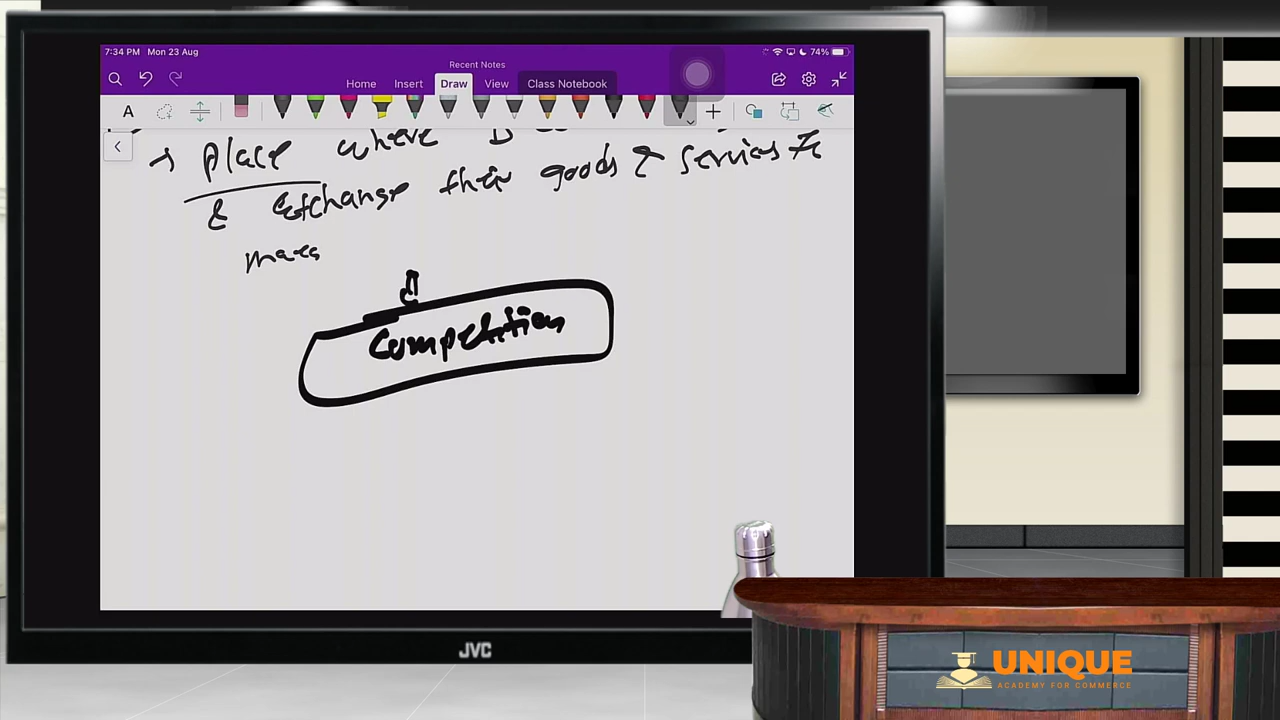 7:34 PM Mon 23 Aug
74%
Recent Notes
Home Insert Draw View Class Notebook
A
place where
& exchange their goods & services
Competition
JVC
UNIQUE
ACADEMY FOR COMMERCE